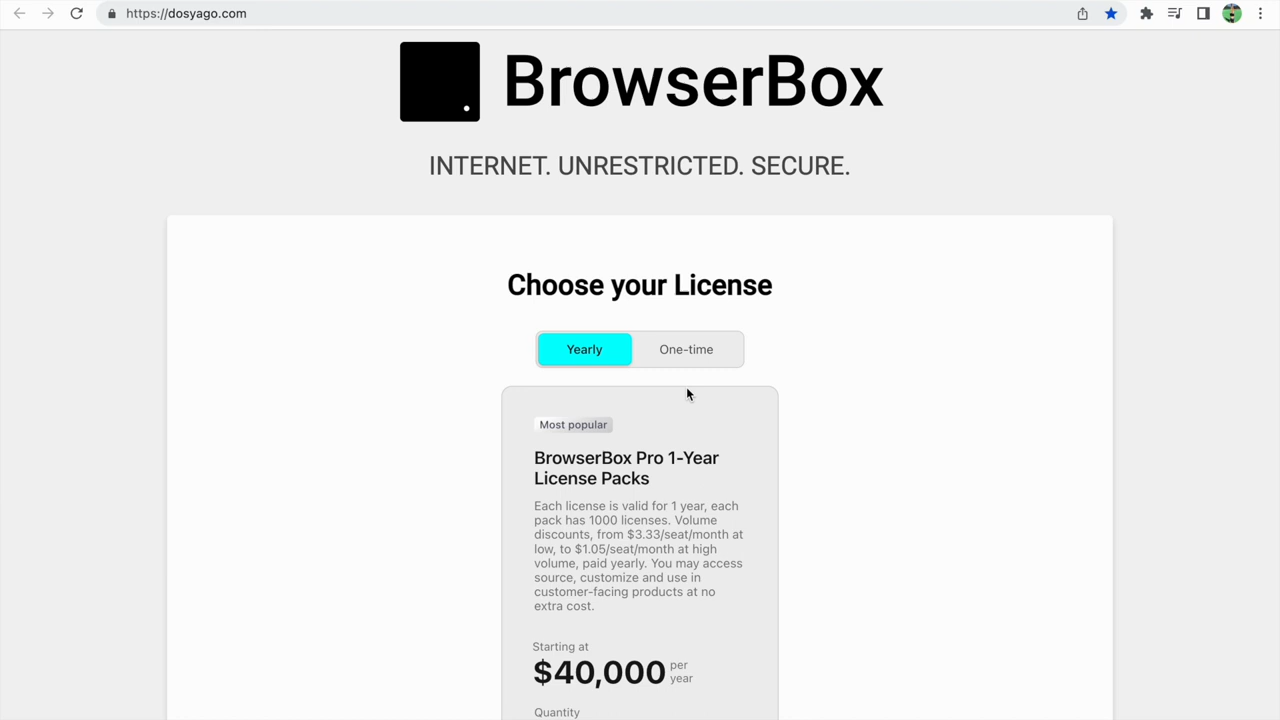 https://dosyago.com
BrowserBox
INTERNET. UNRESTRICTED. SECURE.
Choose your License
Yearly
One-time
Most popular
BrowserBox Pro 1-Year
License Packs
Each license is valid for 1 year, each
pack has 1000 licenses. Volume
discounts, from $3.33/seat/month at
low, to $1.05/seat/month at high
volume, paid yearly. You may access
source, customize and use in
customer-facing products at no
extra cost.
Starting at
$40,000 per
year
Quantity